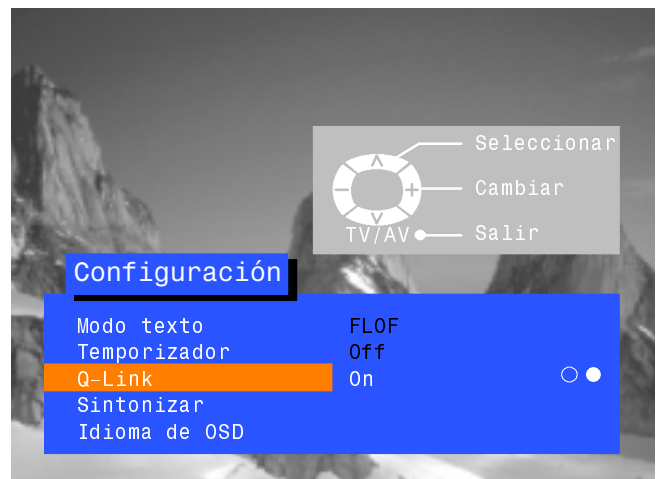 Seleccionar
Cambiar
TV/AV Salir
Configuración
Modo texto FLOF
Temporizador Off
Q-Link On
Sintonizar
Idioma de OSD